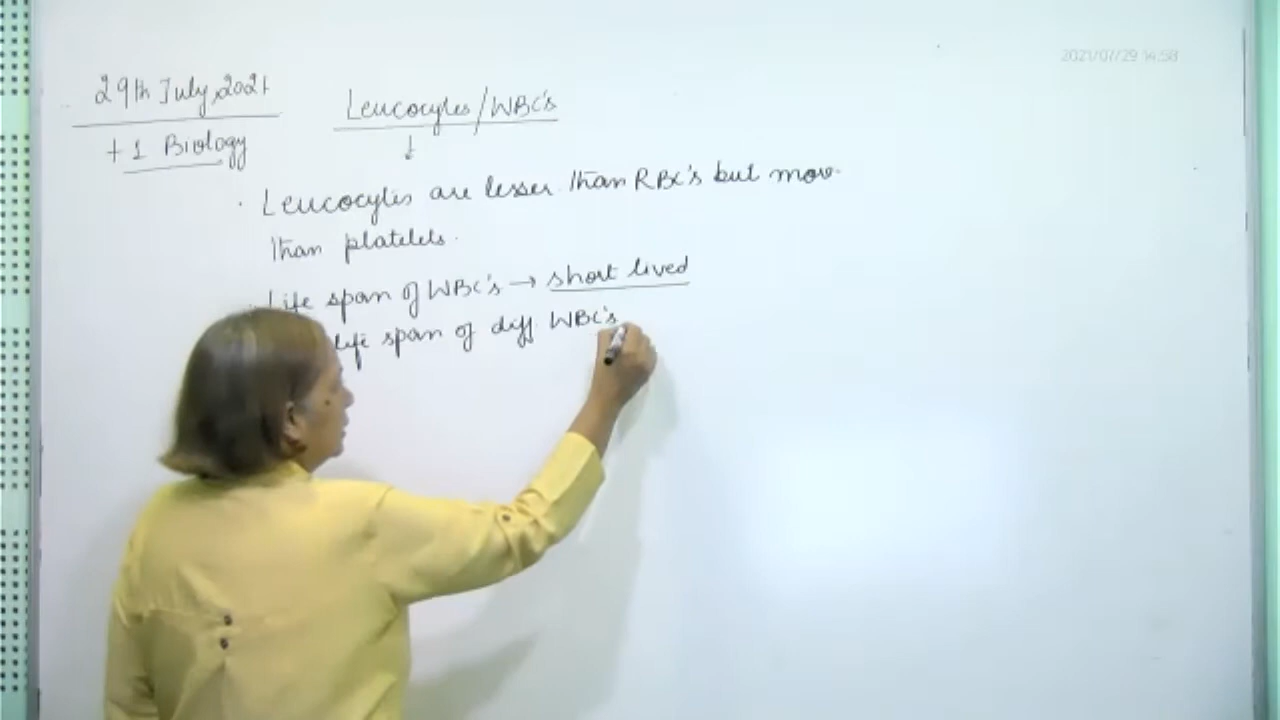 2021/07/29 14:58
29th July, 2021
+1 Biology
Leucocytes/WBC's
↓
· Leucocytes are lesser than RBC's but more
than platelets.
Life span of WBC's → short lived
life span of diff WBC's